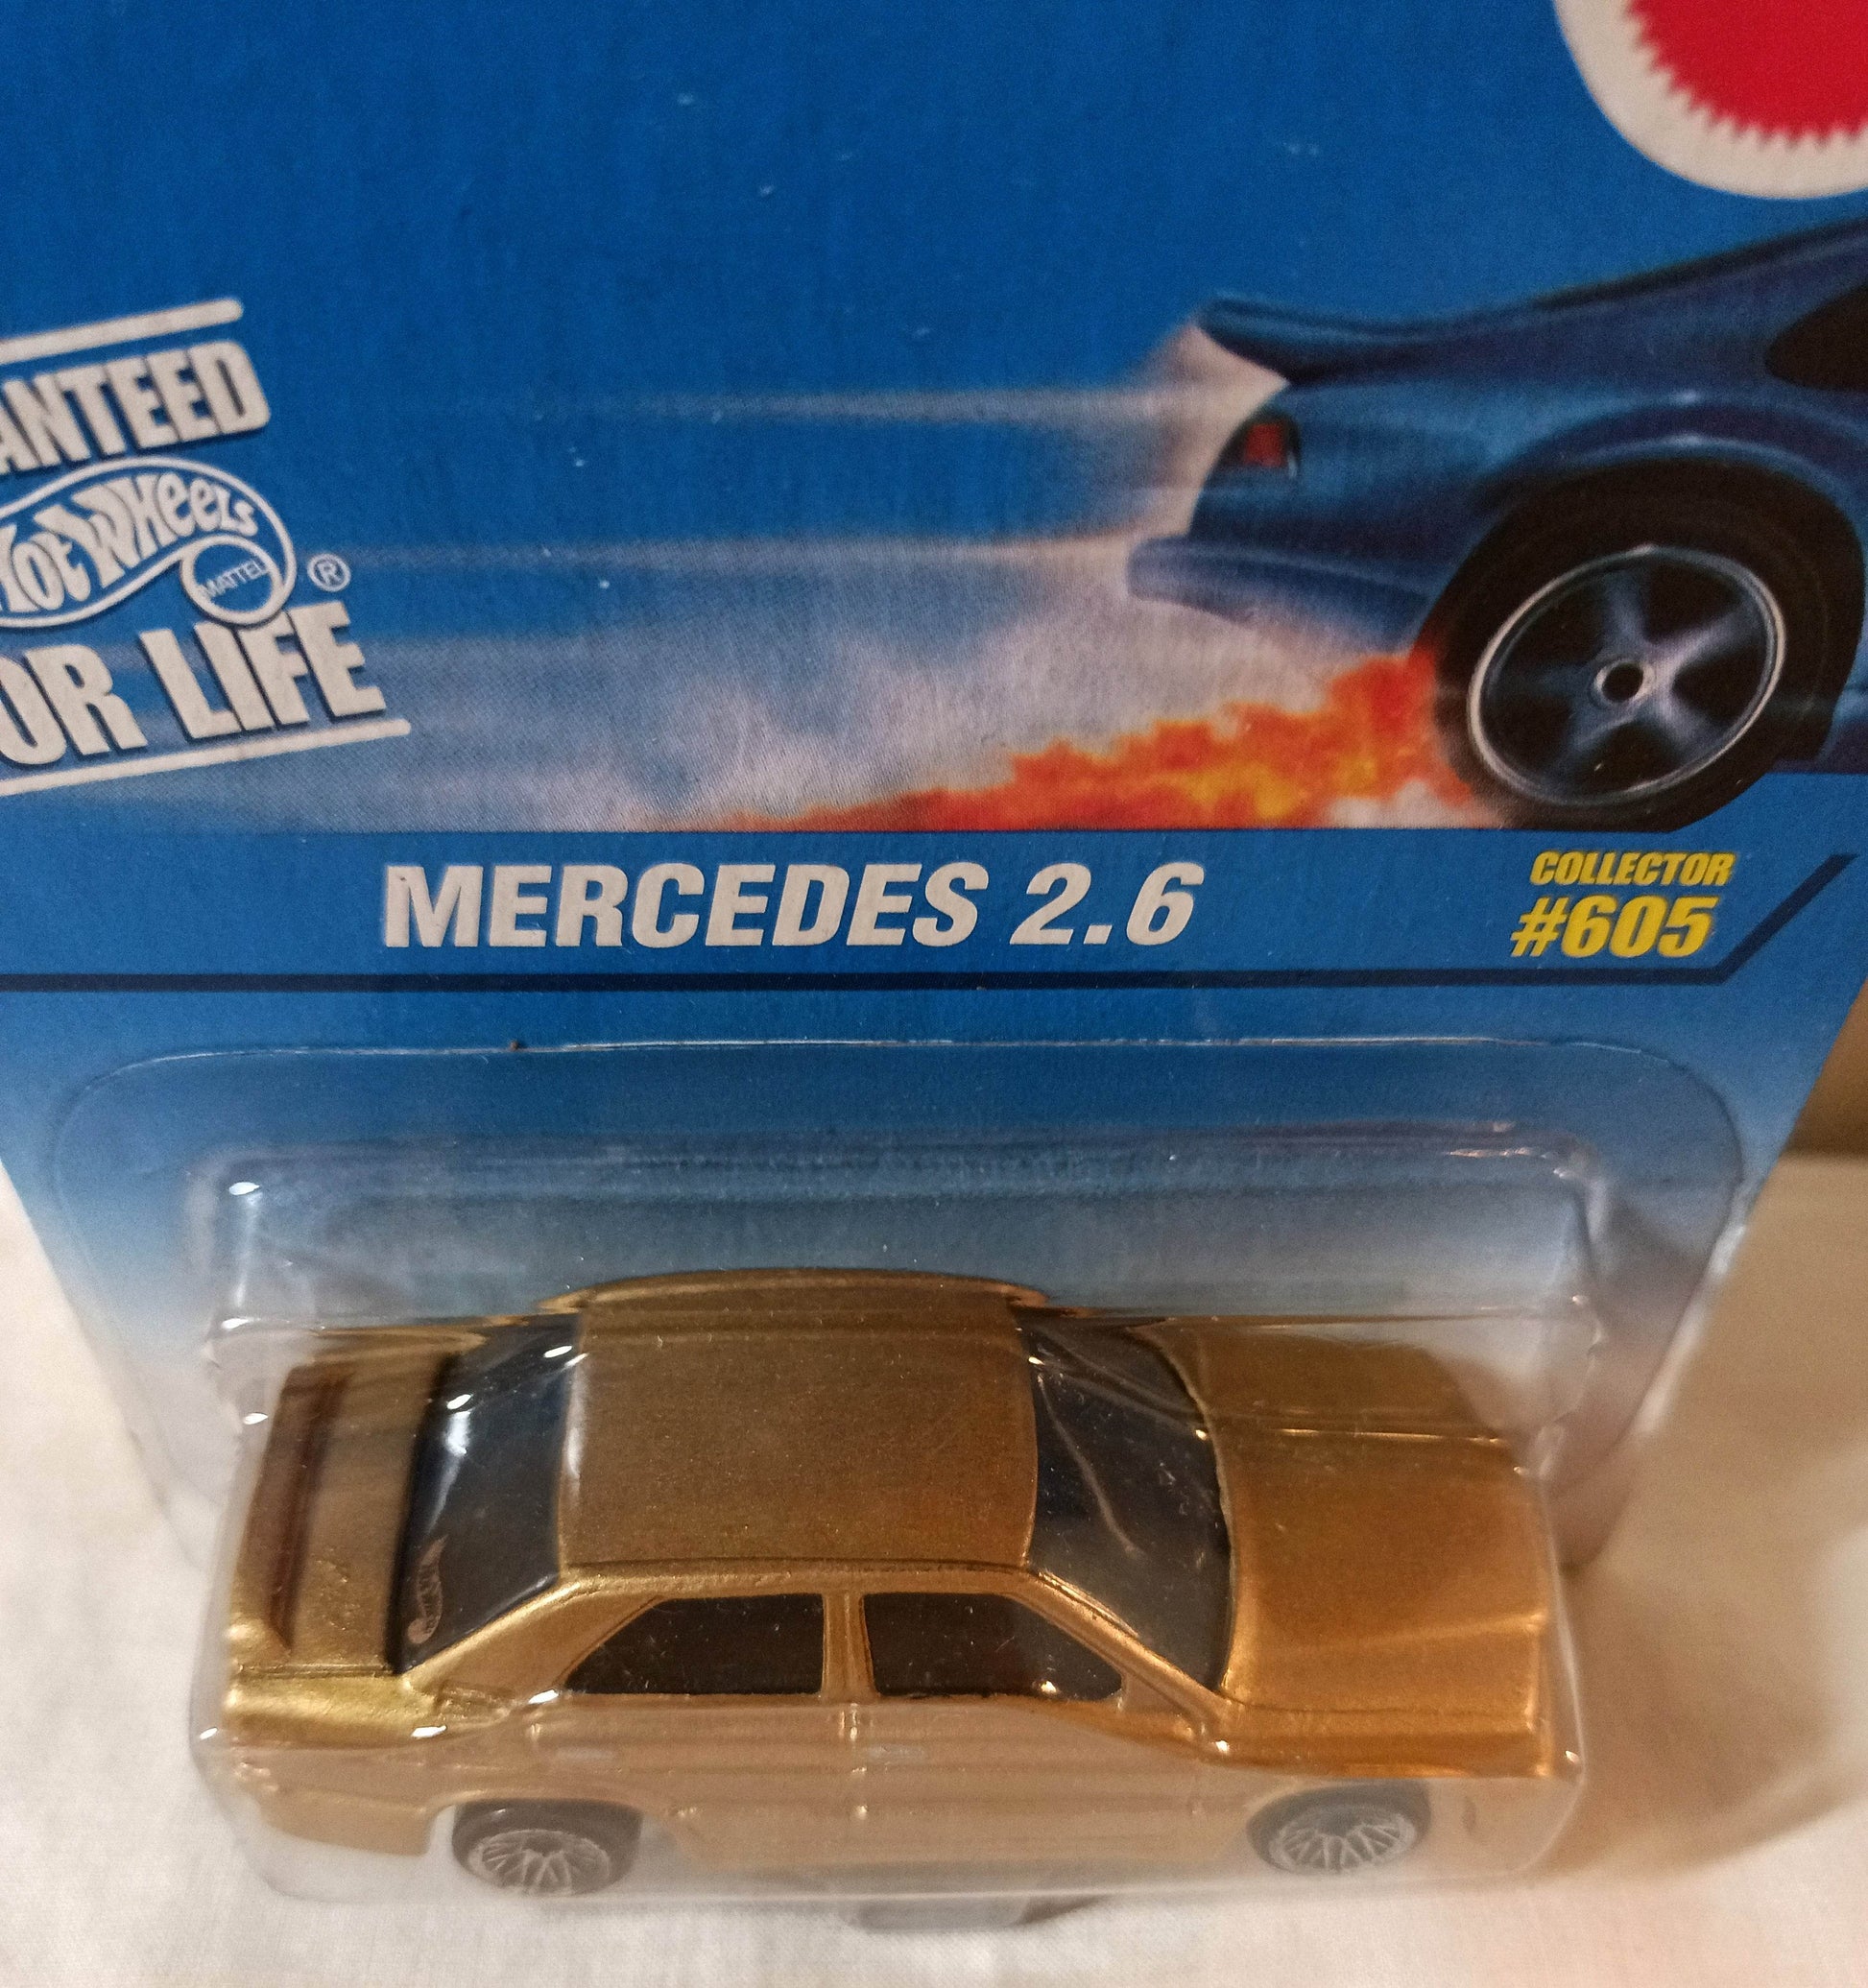 ANTEED
Hot Wheels
MATTEL
®
OR LIFE
MERCEDES 2.6
COLLECTOR
#605